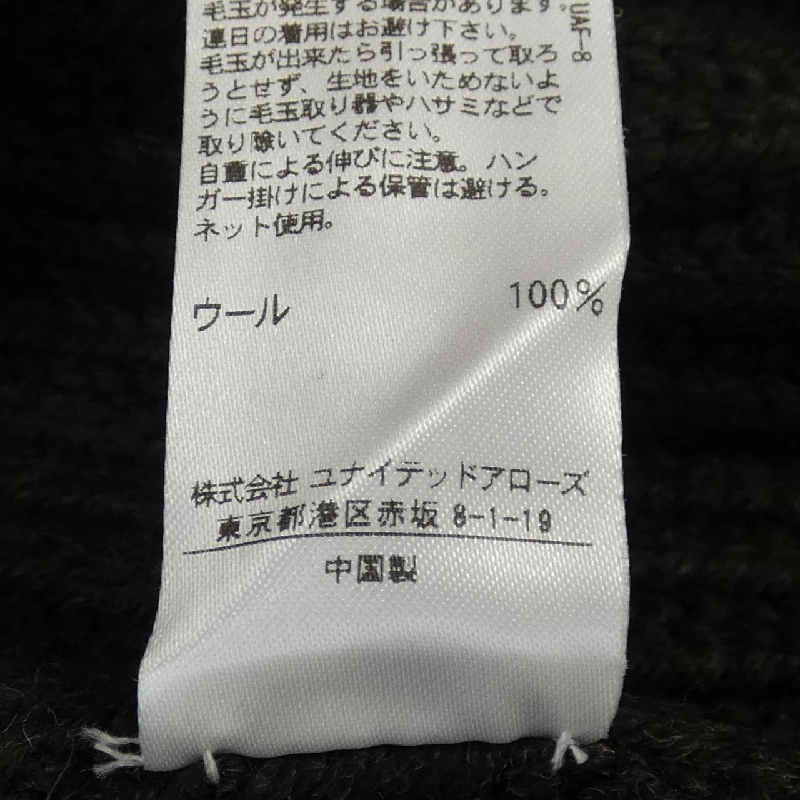 毛玉が発生する場合があります。
連日の着用はお避け下さい。
毛玉が出来たら引っ張って取ろ
うとせず、生地をいためないよ
うに毛玉取り器やハサミなどで
取り除いてください。
自重による伸びに注意。ハン
ガー掛けによる保管は避ける。
ネット使用。
UAF-8
ウール 100%
株式会社 ユナイテッドアローズ
東京都港区赤坂 8-1-19
中国製